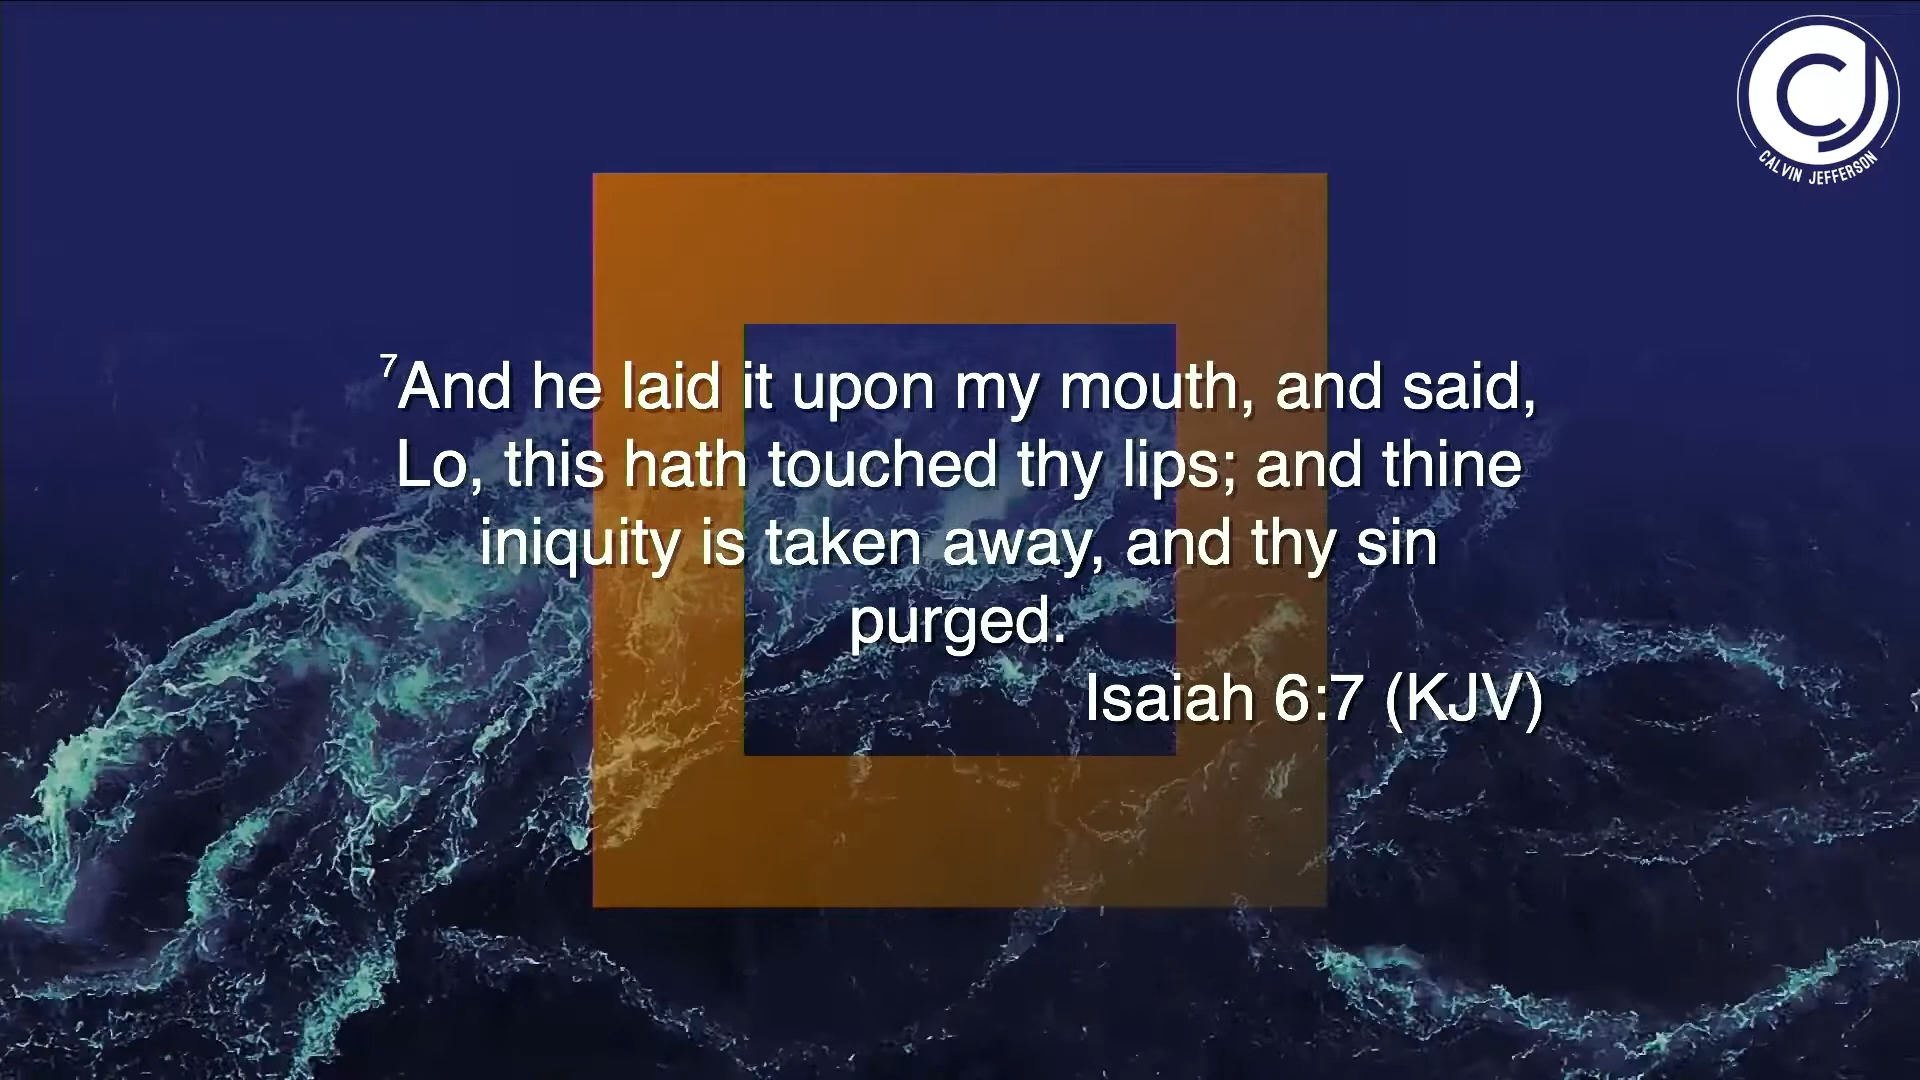 CALVIN JEFFERSON
7And he laid it upon my mouth, and said,
Lo, this hath touched thy lips; and thine
iniquity is taken away, and thy sin
purged.
Isaiah 6:7 (KJV)